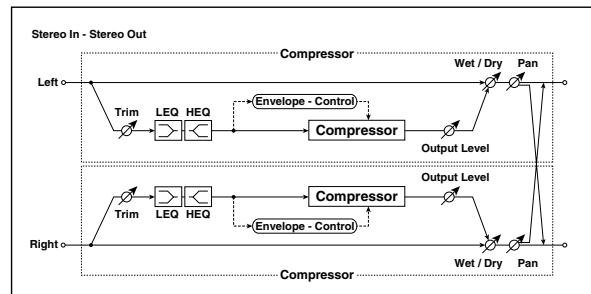 Stereo In - Stereo Out
Compressor
Wet / Dry Pan
Left
Trim LEQ HEQ Envelope - Control
Compressor
Output Level
Output Level
Compressor
Trim LEQ HEQ Envelope - Control
Right
Wet / Dry Pan
Compressor